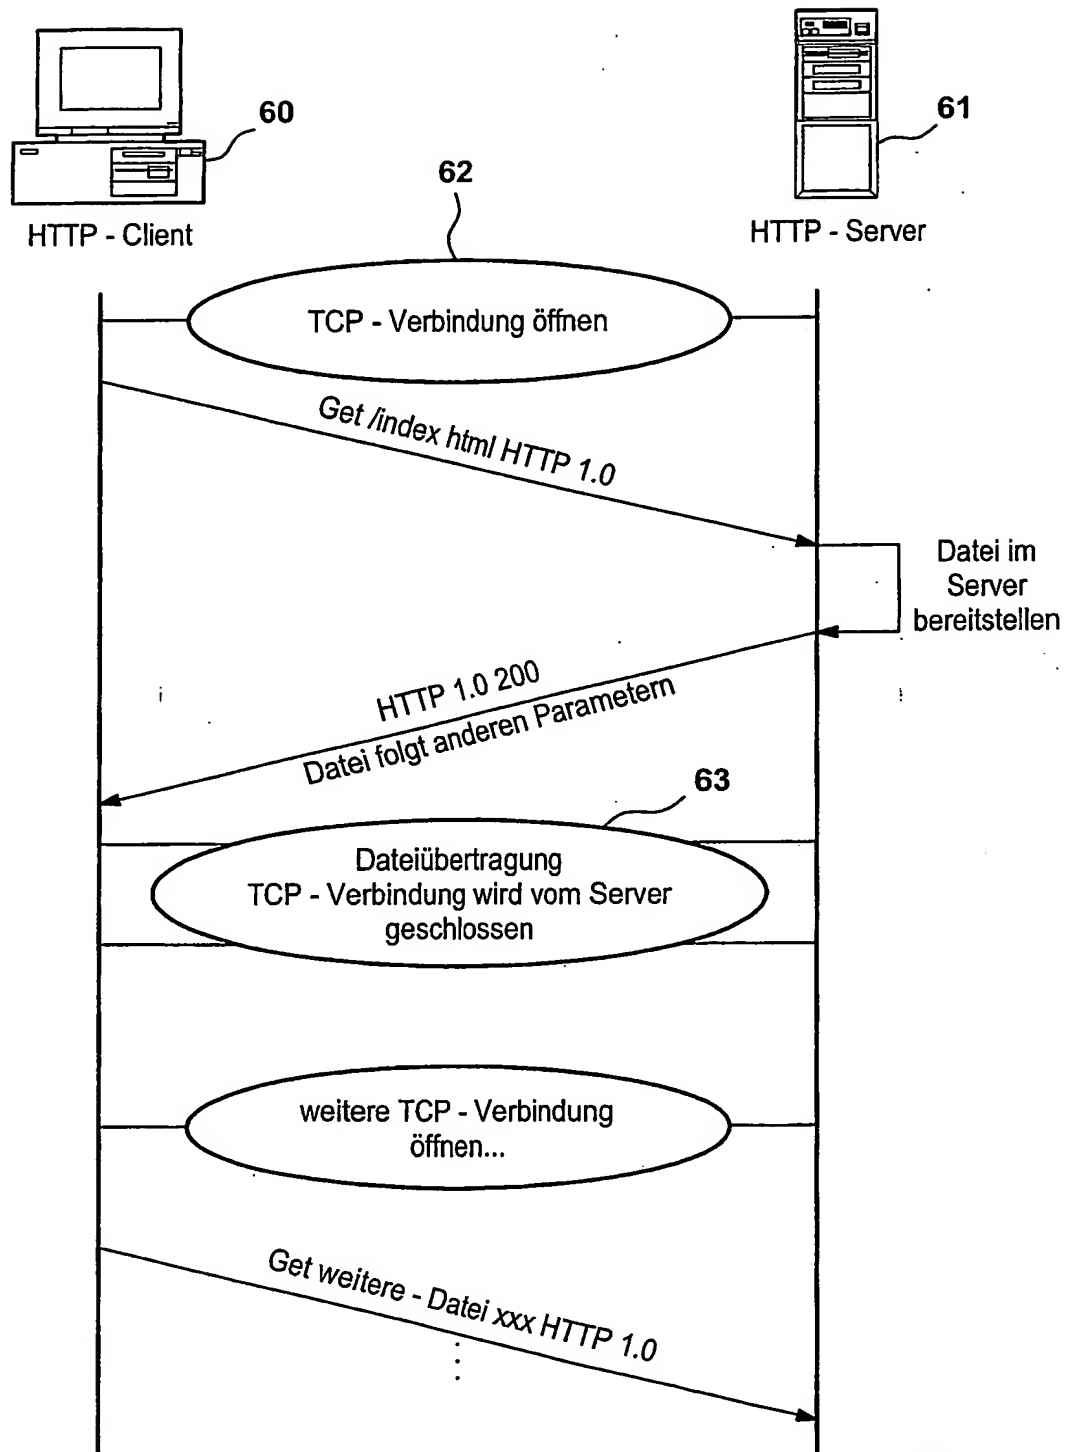 60
61
62
HTTP - Client
HTTP - Server
TCP - Verbindung öffnen
Get /index html HTTP 1.0
Datei im
Server
bereitstellen
HTTP 1.0 200
Datei folgt anderen Parametern
63
Dateiübertragung
TCP - Verbindung wird vom Server
geschlossen
weitere TCP - Verbindung
öffnen...
Get weitere - Datei xxx HTTP 1.0